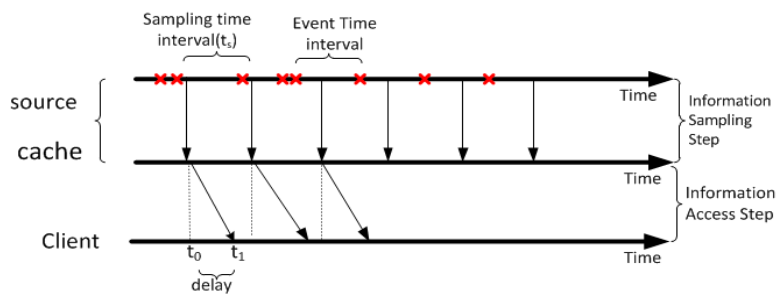 Sampling time
interval(ts)
Event Time
interval
source
Time
Information
Sampling
Step
cache
Time
Information
Access Step
Client
t0
t1
Time
delay